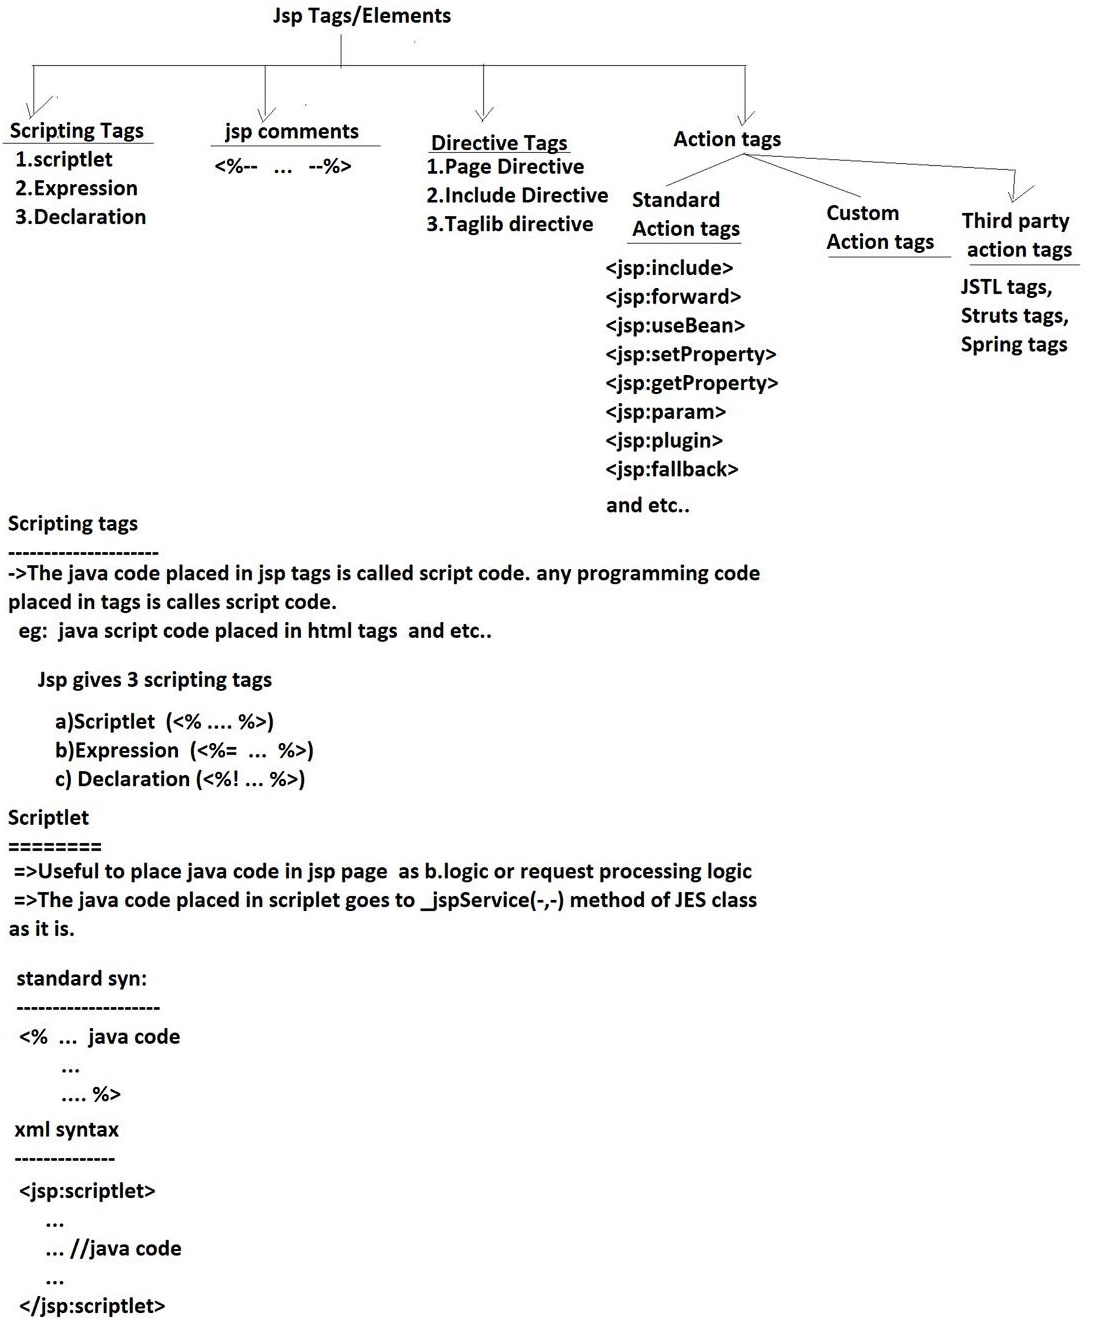 Jsp Tags/Elements
Scripting Tags
1.scriptlet
2.Expression
3.Declaration
jsp comments
<%-- ... --%>
Directive Tags
1.Page Directive
2.Include Directive
3.Taglib directive
Action tags
Standard
Action tags
<jsp:include>
<jsp:forward>
<jsp:useBean>
<jsp:setProperty>
<jsp:getProperty>
<jsp:param>
<jsp:plugin>
<jsp:fallback>
and etc..
Custom
Action tags
Third party
action tags
JSTL tags,
Struts tags,
Spring tags
Scripting tags
---------------------
->The java code placed in jsp tags is called script code. any programming code
placed in tags is calles script code.
eg: java script code placed in html tags and etc..
Jsp gives 3 scripting tags
a)Scriptlet (<% .... %>)
b)Expression (<%= ... %>)
c) Declaration (<%! ... %>)
Scriptlet
========
=>Useful to place java code in jsp page as b.logic or request processing logic
=>The java code placed in scriplet goes to _jspService(-,-) method of JES class
as it is.
standard syn:
--------------------
<% ... java code
...
.... %>
xml syntax
--------------
<jsp:scriptlet>
...
... //java code
...
</jsp:scriptlet>